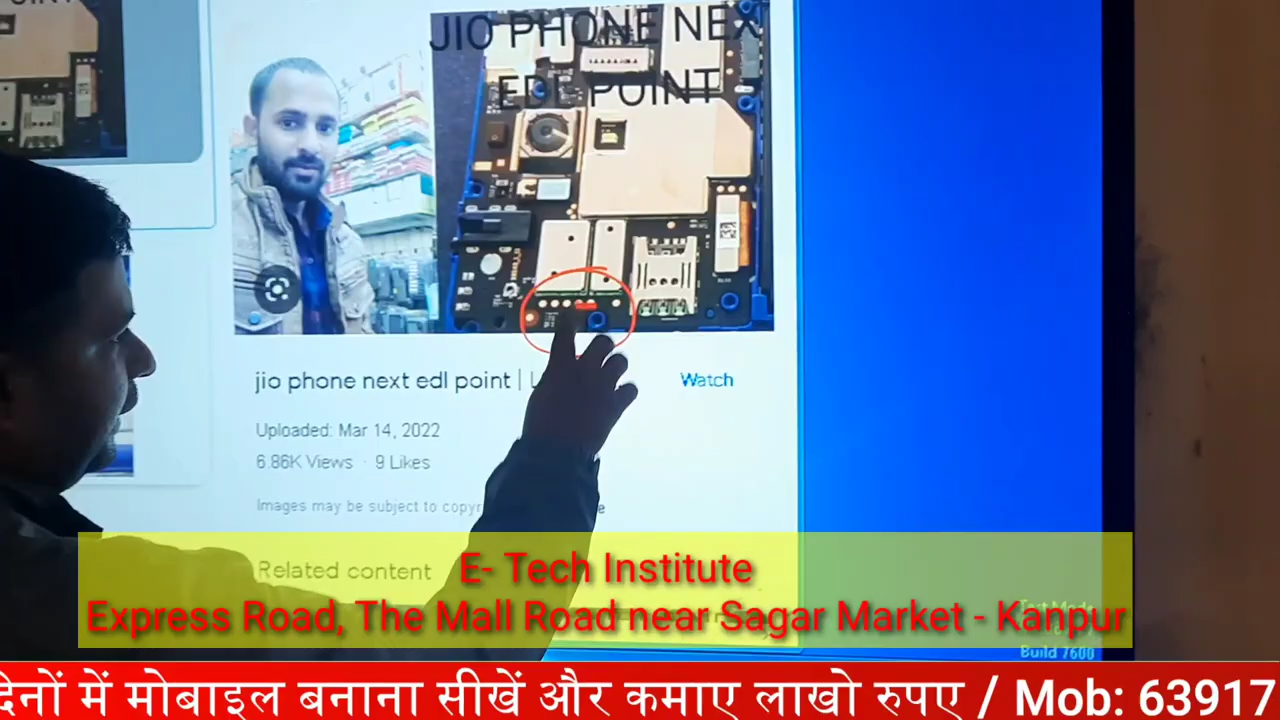 JIO PHONE NEX
EDL POINT
jio phone next edl point |
Watch
Uploaded: Mar 14, 2022
6.86K Views · 9 Likes
Images may be subject to
Related content
E- Tech Institute
Express Road, The Mall Road near Sagar Market - Kanpur
Test Mode
Build 7600
दिनों में मोबाइल बनाना सीखें और कमाए लाखो रुपए / Mob: 63917